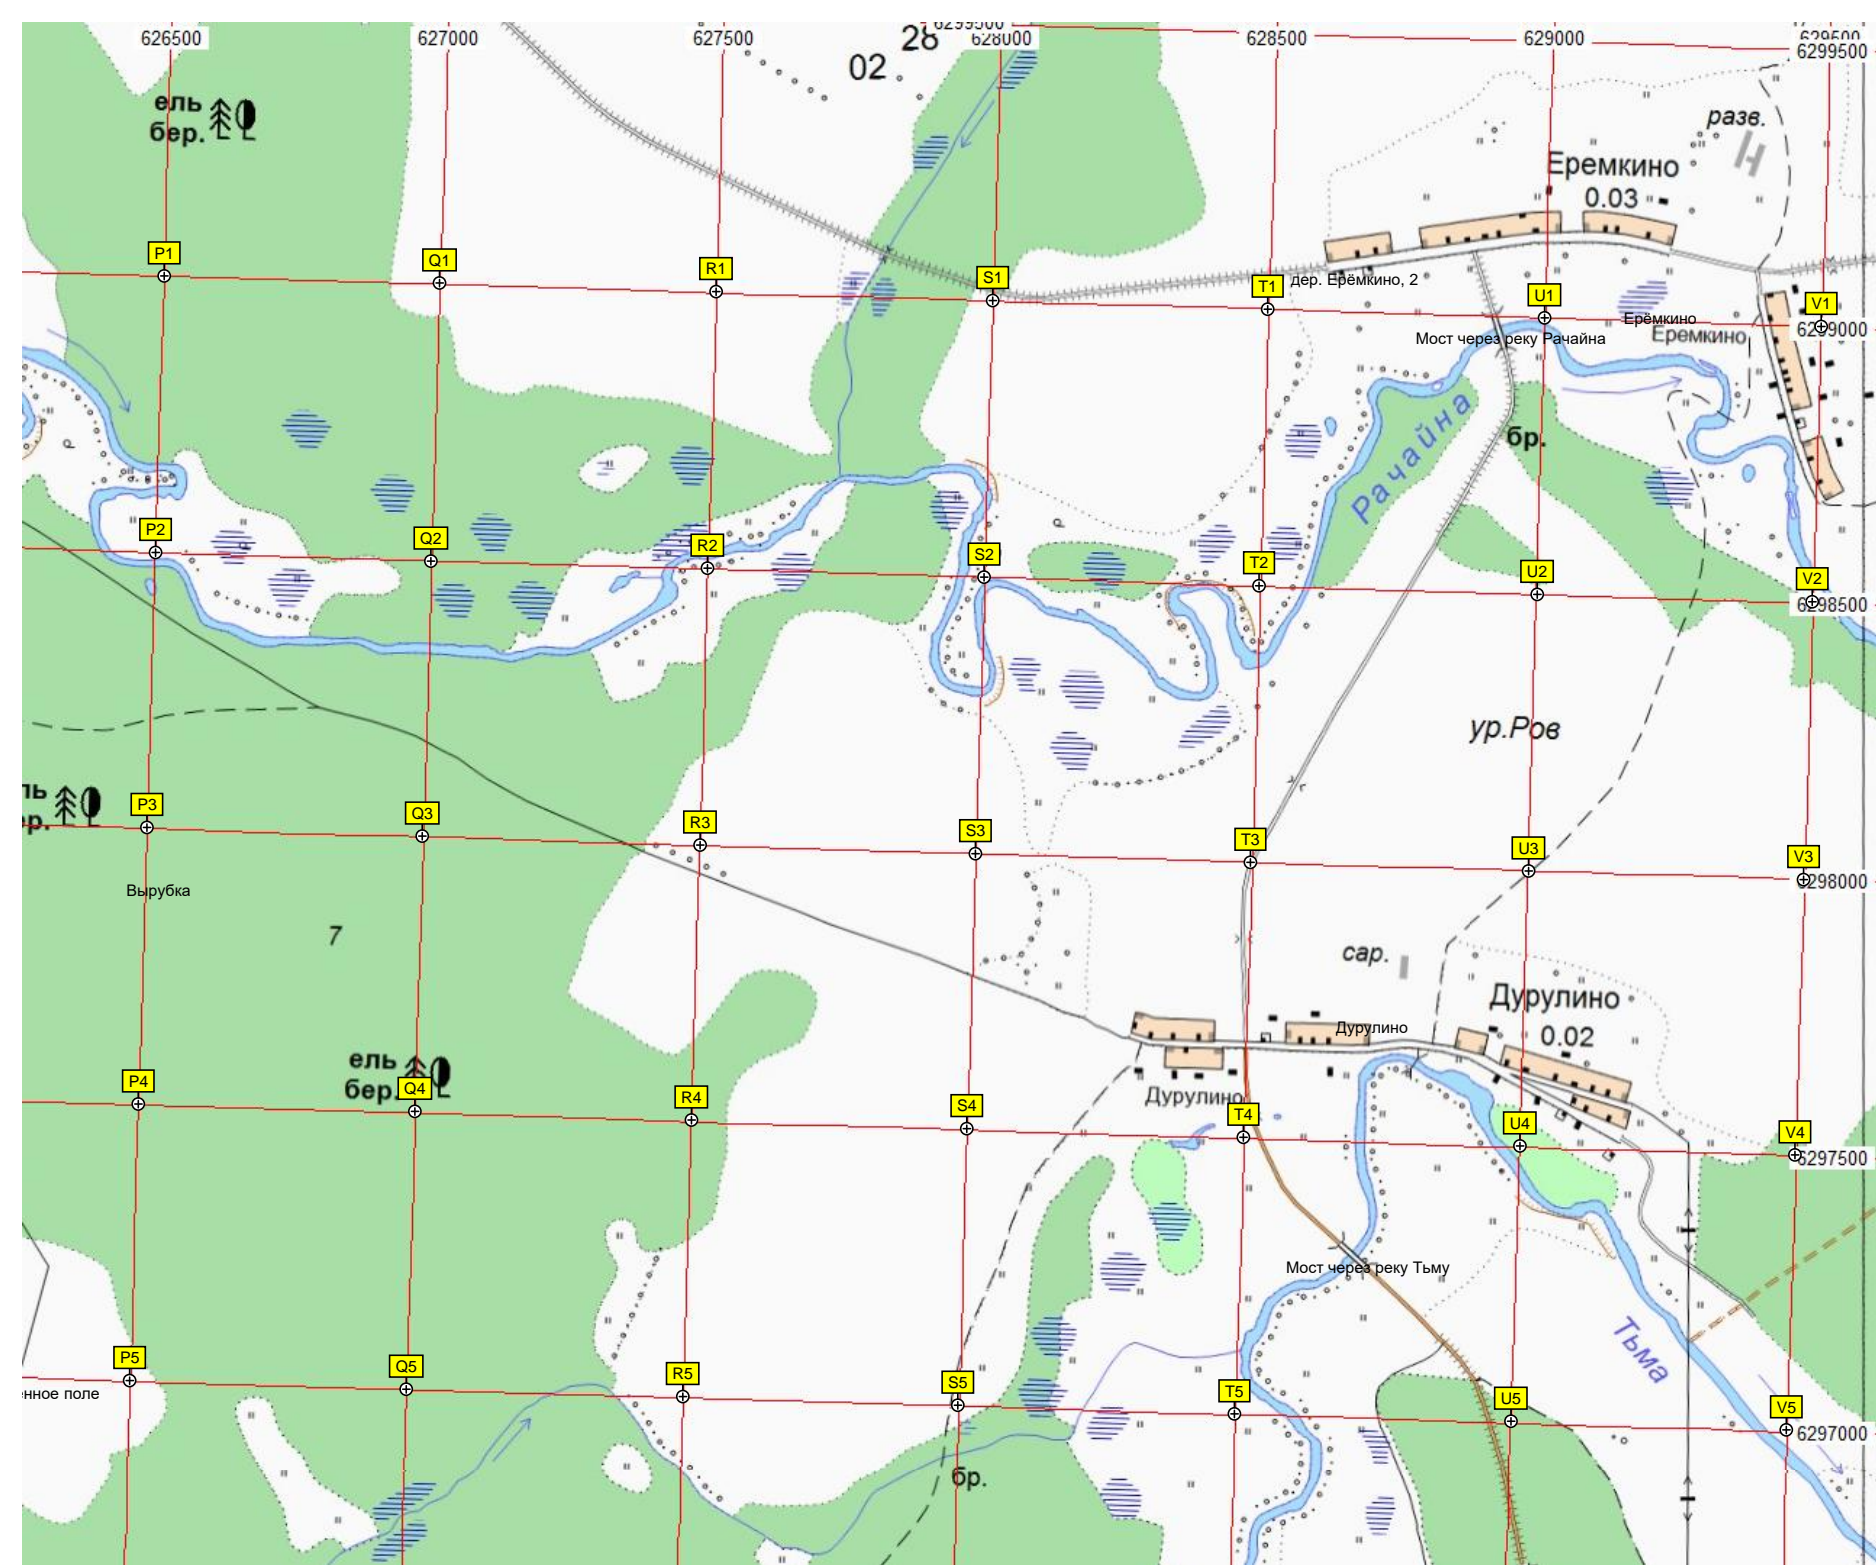 626500
627000
627500
6299500
628000
628500
629000
629500
6299500
28
02
ель
бер.
разв.
Еремкино
0.03
P1
Q1
R1
S1
T1
U1
V1
дер. Ерёмкино, 2
Ерёмкино
Еремкино
6299000
Мост через реку Рачайна
Рачайна
бр.
P2
Q2
R2
S2
T2
U2
V2
6298500
ур.Ров
P3
Q3
R3
S3
T3
U3
V3
6298000
Вырубка
7
сар.
Дурулино
0.02
Дурулино
ель
бер.
Дурулино
P4
Q4
R4
S4
T4
U4
V4
6297500
Мост через реку Тьму
Тьма
P5
Q5
R5
S5
T5
U5
V5
6297000
енное поле
бр.